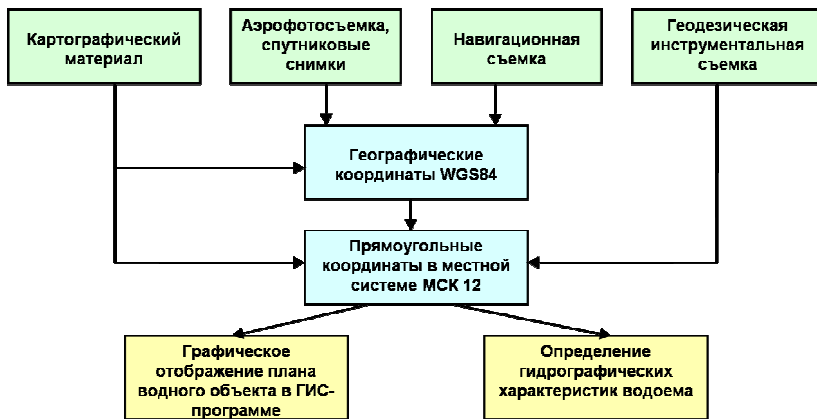 Картографический
материал
Аэрофотосъемка,
спутниковые
снимки
Навигационная
съемка
Геодезическая
инструментальная
съемка
Географические
координаты WGS84
Прямоугольные
координаты в местной
системе МСК 12
Графическое
отображение плана
водного объекта в ГИС-
программе
Определение
гидрографических
характеристик водоема